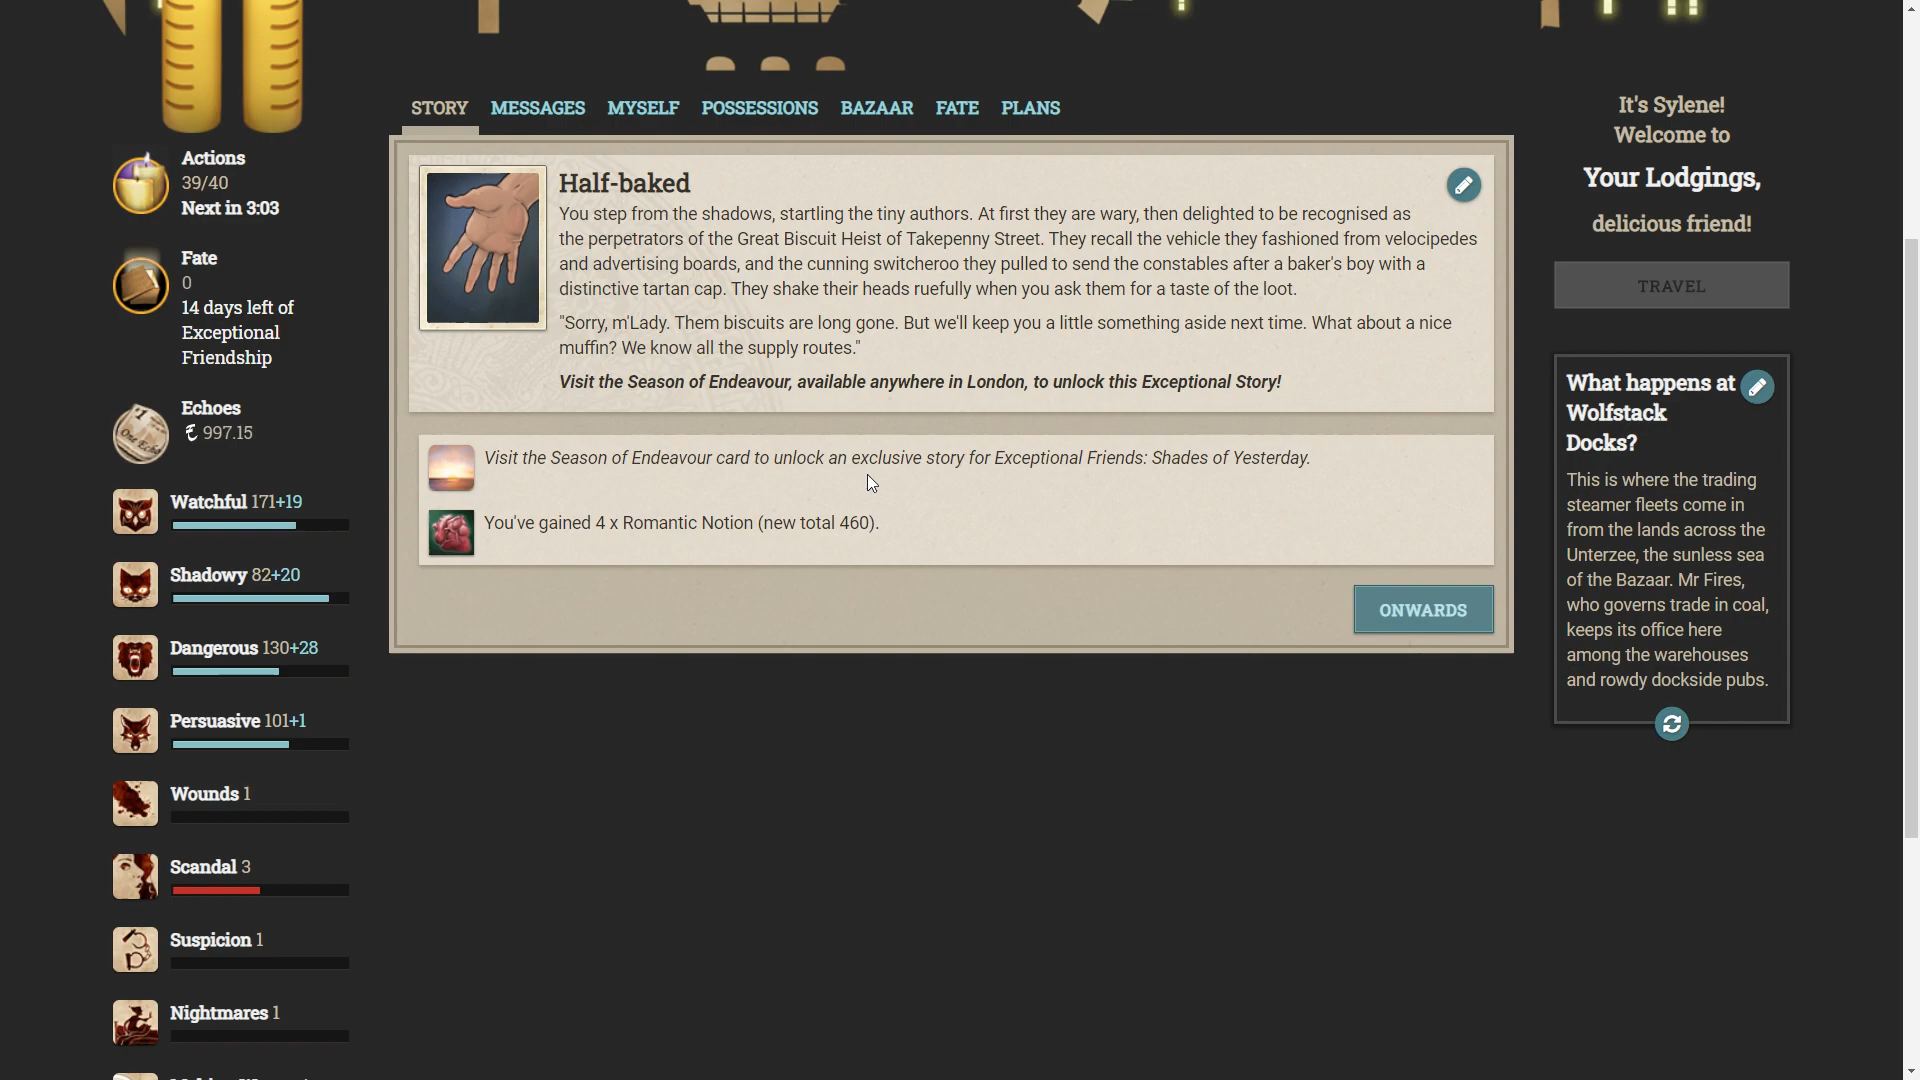 STORY
MESSAGES
MYSELF
POSSESSIONS
BAZAAR
FATE
PLANS
Actions
39/40
Next in 3:03
Fate
0
14 days left of
Exceptional
Friendship
Echoes
997.15
Watchful 171+19
Shadowy 82+20
Dangerous 130+28
Persuasive 101+1
Wounds 1
Scandal 3
Suspicion 1
Nightmares 1
Half-baked
You step from the shadows, startling the tiny authors. At first they are wary, then delighted to be recognised as
the perpetrators of the Great Biscuit Heist of Takepenny Street. They recall the vehicle they fashioned from velocipedes
and advertising boards, and the cunning switcheroo they pulled to send the constables after a baker's boy with a
distinctive tartan cap. They shake their heads ruefully when you ask them for a taste of the loot.
"Sorry, m'Lady. Them biscuits are long gone. But we'll keep you a little something aside next time. What about a nice
muffin? We know all the supply routes."
Visit the Season of Endeavour, available anywhere in London, to unlock this Exceptional Story!
Visit the Season of Endeavour card to unlock an exclusive story for Exceptional Friends: Shades of Yesterday.
You've gained 4 x Romantic Notion (new total 460).
ONWARDS
It's Sylene!
Welcome to
Your Lodgings,
delicious friend!
TRAVEL
What happens at
Wolfstack
Docks?
This is where the trading
steamer fleets come in
from the lands across the
Unterzee, the sunless sea
of the Bazaar. Mr Fires,
who governs trade in coal,
keeps its office here
among the warehouses
and rowdy dockside pubs.